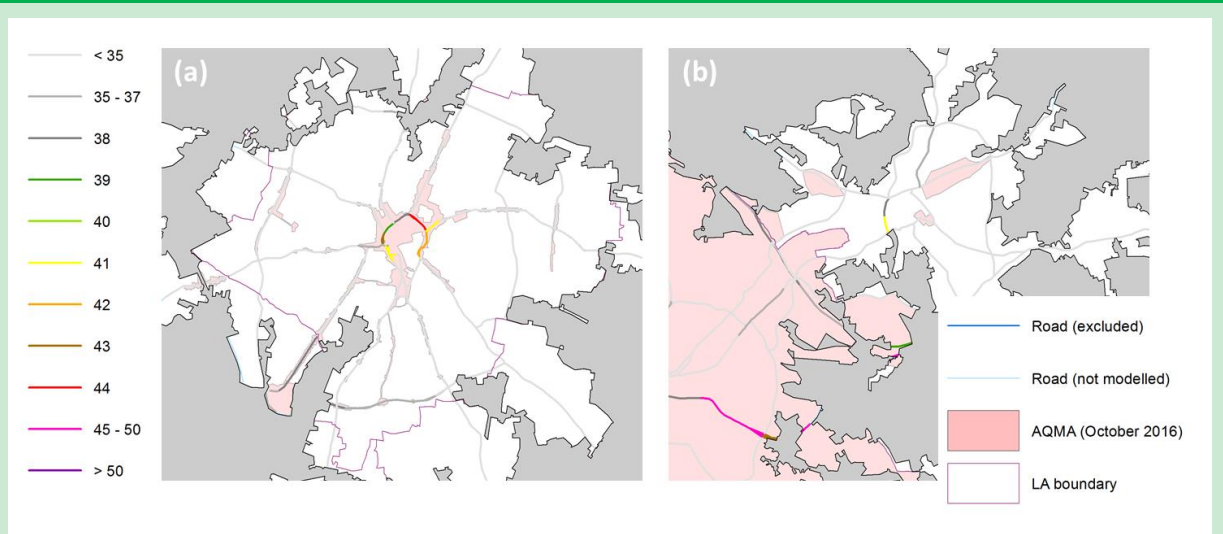 < 35
35 - 37
38
39
40
41
42
43
44
45 - 50
> 50
(a)
(b)
Road (excluded)
Road (not modelled)
AQMA (October 2016)
LA boundary